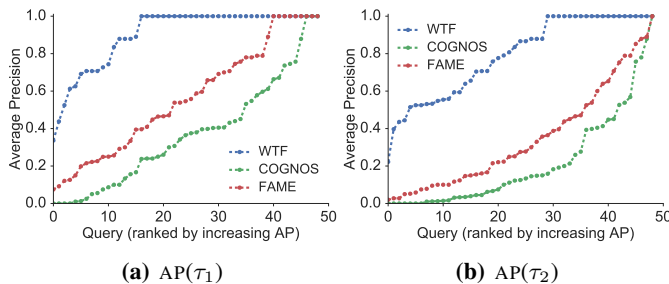 1.0
0.8
0.6
0.4
0.2
0.0
Average Precision
0 10 20 30 40 50
Query (ranked by increasing AP)
WTF
COGNOS
FAME
(a) AP(τ1)
1.0
0.8
0.6
0.4
0.2
0.0
Average Precision
0 10 20 30 40 50
Query (ranked by increasing AP)
WTF
COGNOS
FAME
(b) AP(τ2)